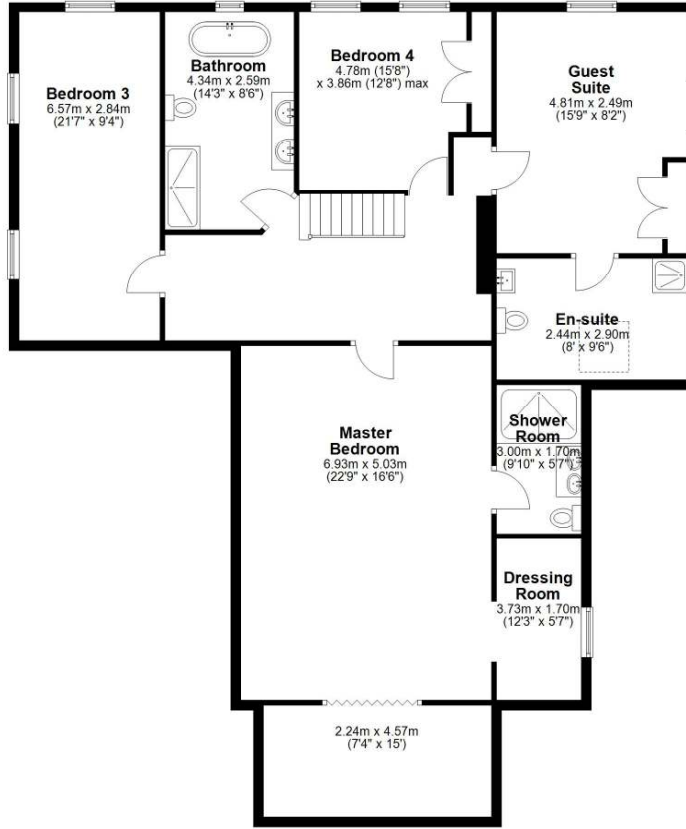 Bedroom 3
6.57m x 2.84m
(21'7" x 9'4")
Bathroom
4.34m x 2.59m
(14'3" x 8'6")
Bedroom 4
4.78m (15'8")
x 3.86m (12'8") max
Guest
Suite
4.81m x 2.49m
(15'9" x 8'2")
En-suite
2.44m x 2.90m
(8' x 9'6")
Master
Bedroom
6.93m x 5.03m
(22'9" x 16'6")
Shower
Room
3.00m x 1.70m
(9'10" x 5'7")
Dressing
Room
3.73m x 1.70m
(12'3" x 5'7")
2.24m x 4.57m
(7'4" x 15')